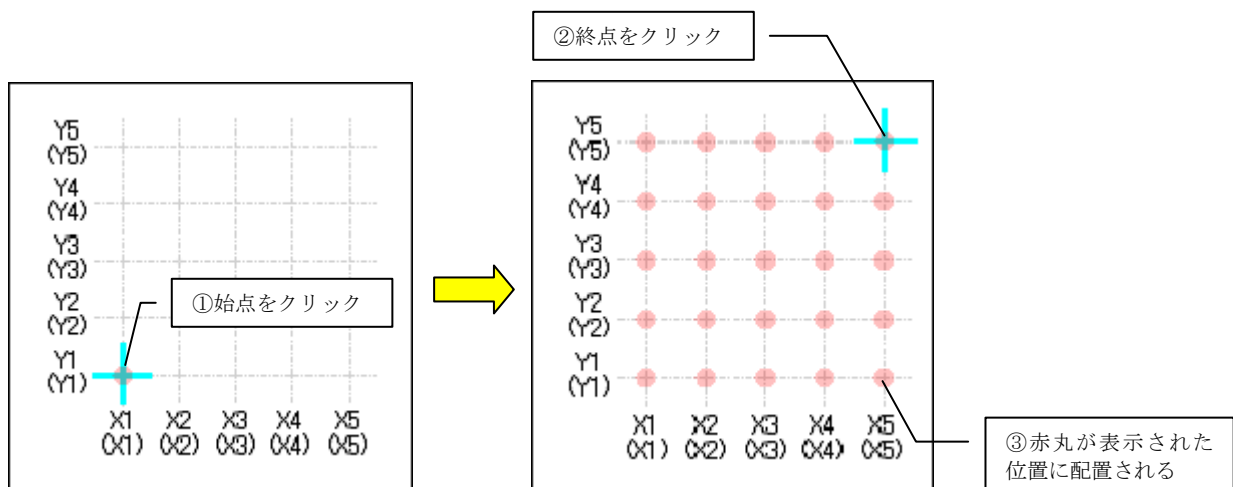 ②終点をクリック
Y5
(Y5)
Y4
(Y4)
Y3
(Y3)
Y2
(Y2)
Y1
(Y1)
X1 X2 X3 X4 X5
(X1) (X2) (X3) (X4) (X5)
①始点をクリック
Y5
(Y5)
Y4
(Y4)
Y3
(Y3)
Y2
(Y2)
Y1
(Y1)
X1 X2 X3 X4 X5
(X1) (X2) (X3) (X4) (X5)
③赤丸が表示された
位置に配置される